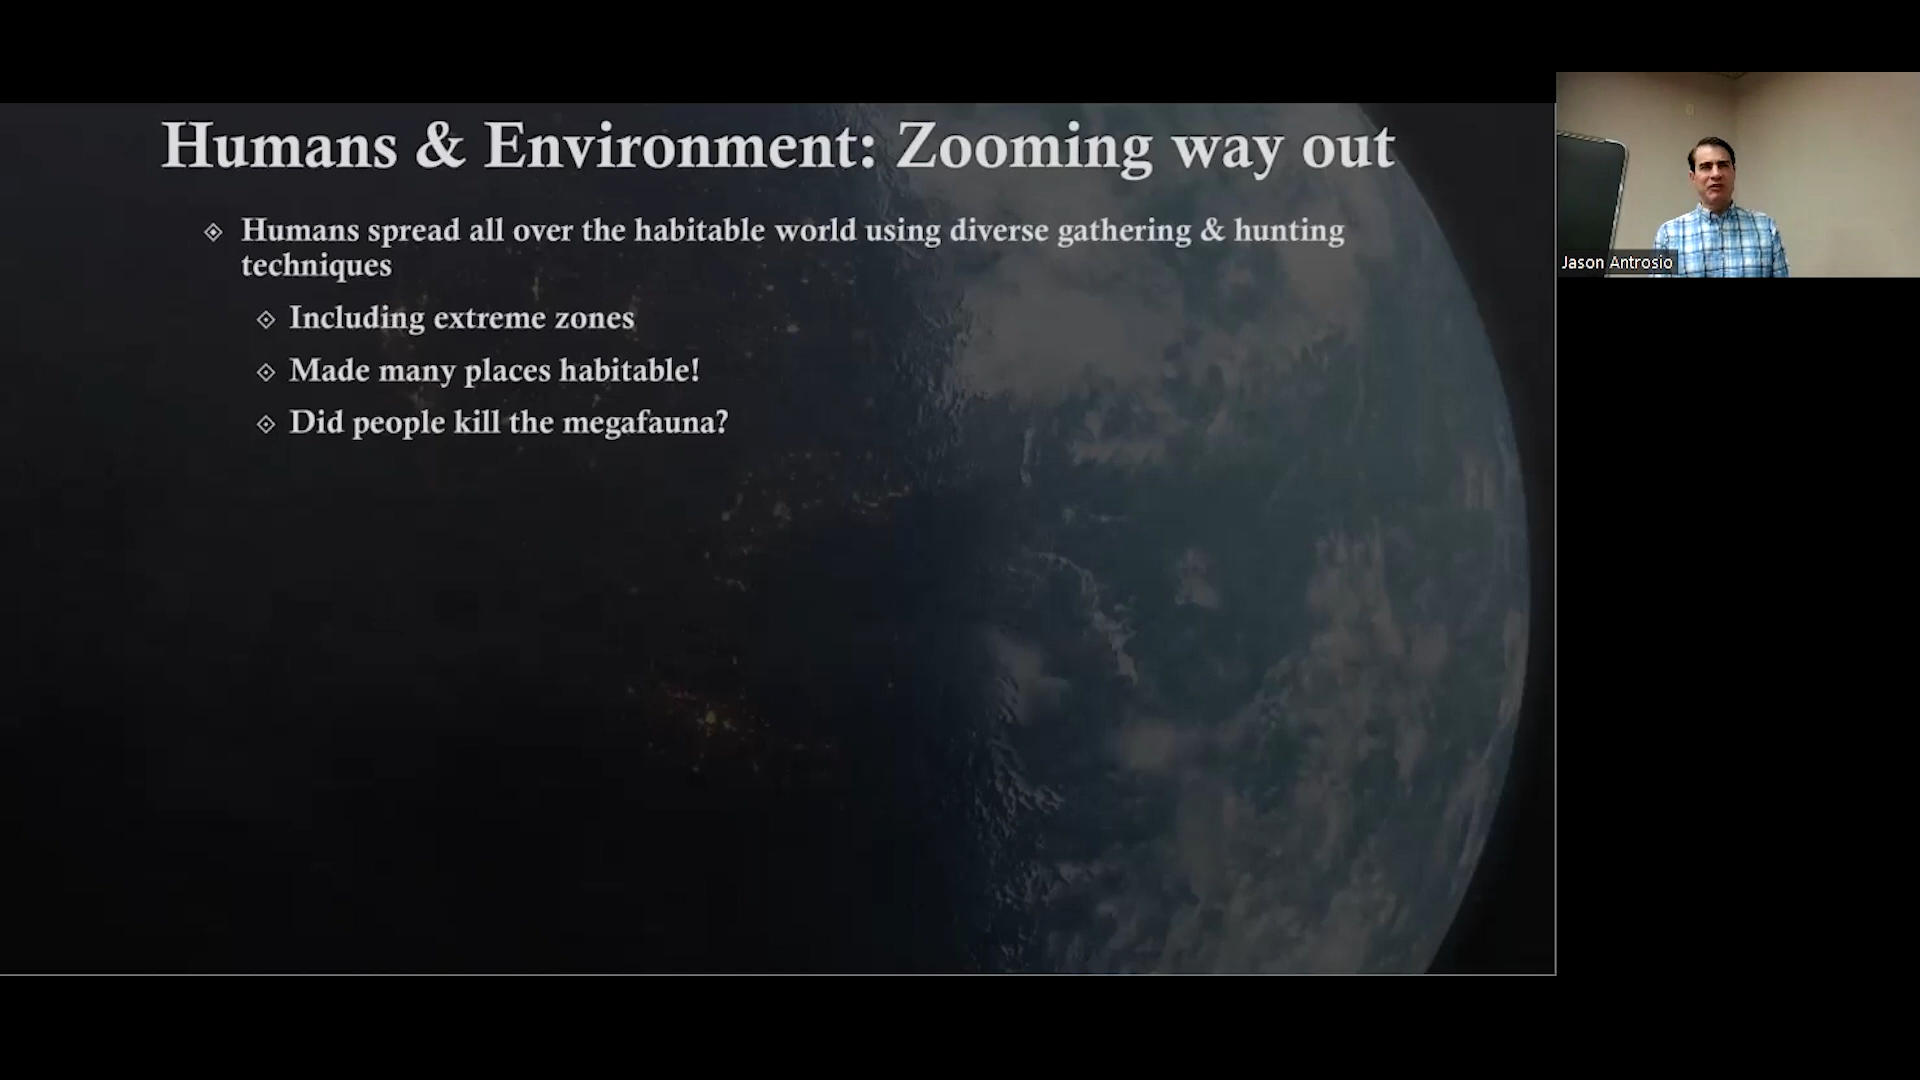 Humans & Environment: Zooming way out
Humans spread all over the habitable world using diverse gathering & hunting
techniques
Including extreme zones
Made many places habitable!
Did people kill the megafauna?
Jason Antrosio